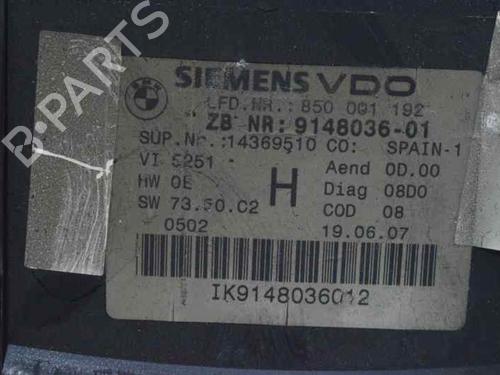 BMW
SIEMENS VDO
LFD.NR.: 850 001 192
ZB NR: 9148036-01
SUP.Nr.:14369510 CO: SPAIN-1
VI 5251 Aend 0D.00
HW 0E H Diag 08D0
SW 73.50.C2 COD 08
0502 19.06.07
IK9148036012
B-PARTS